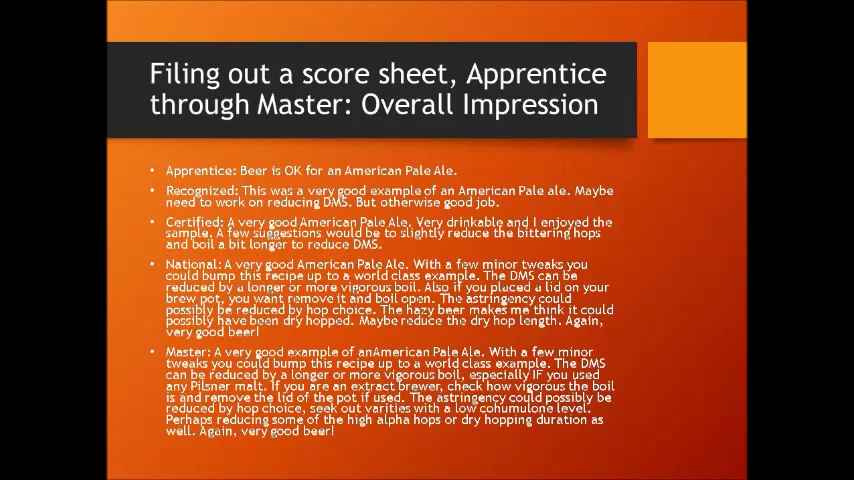 Filing out a score sheet, Apprentice
through Master: Overall Impression
• Apprentice: Beer is OK for an American Pale Ale.
• Recognized: This was a very good example of an American Pale ale. Maybe
need to work on reducing DMS. But otherwise good job.
• Certified: A very good American Pale Ale. Very drinkable and I enjoyed the
sample. A few suggestions would be to slightly reduce the bittering hops
and boil a bit longer to reduce DMS.
• National: A very good American Pale Ale. With a few minor tweaks you
could bump this recipe up to a world class example. The DMS can be
reduced by a longer or more vigorous boil. Also if you placed a lid on your
brew pot, you want remove it and boil open. The astringency could
possibly be reduced by hop choice. The hazy beer makes me think it could
possibly have been dry hopped. Maybe reduce the dry hop length. Again,
very good beer!
• Master: A very good example of anAmerican Pale Ale. With a few minor
tweaks you could bump this recipe up to a world class example. The DMS
can be reduced by a longer or more vigorous boil, especially IF you used
any Pilsner malt. If you are an extract brewer, check how vigorous the boil
is and remove the lid of the pot if used. The astringency could possibly be
reduced by hop choice, seek out varities with a low cohumulone level.
Perhaps reducing some of the high alpha hops or dry hopping duration as
well. Again, very good beer!